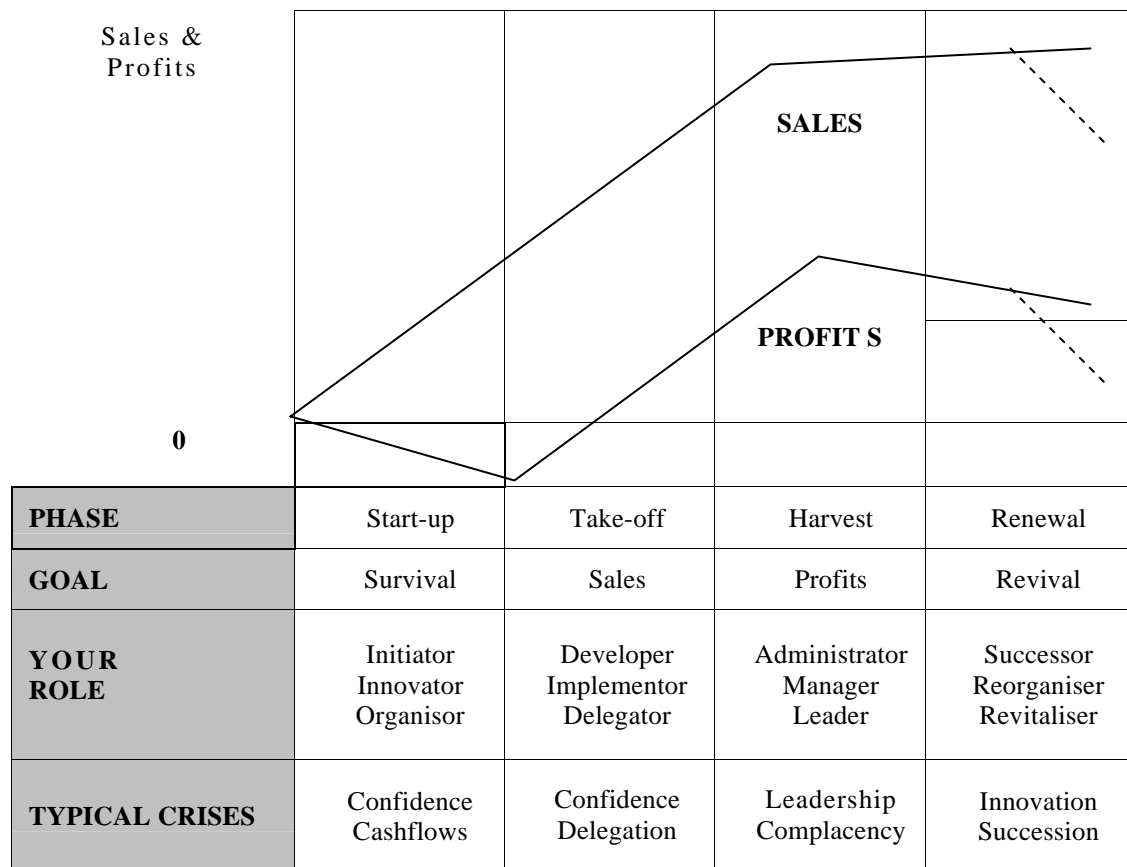 Sales &
Profits
SALES
PROFIT S
0
PHASE Start-up Take-off Harvest Renewal
GOAL Survival Sales Profits Revival
YOUR
ROLE
Initiator Developer Administrator Successor
Innovator Implementor Manager Reorganiser
Organisor Delegator Leader Revitaliser
TYPICAL CRISES
Confidence Confidence Leadership Innovation
Cashflows Delegation Complacency Succession